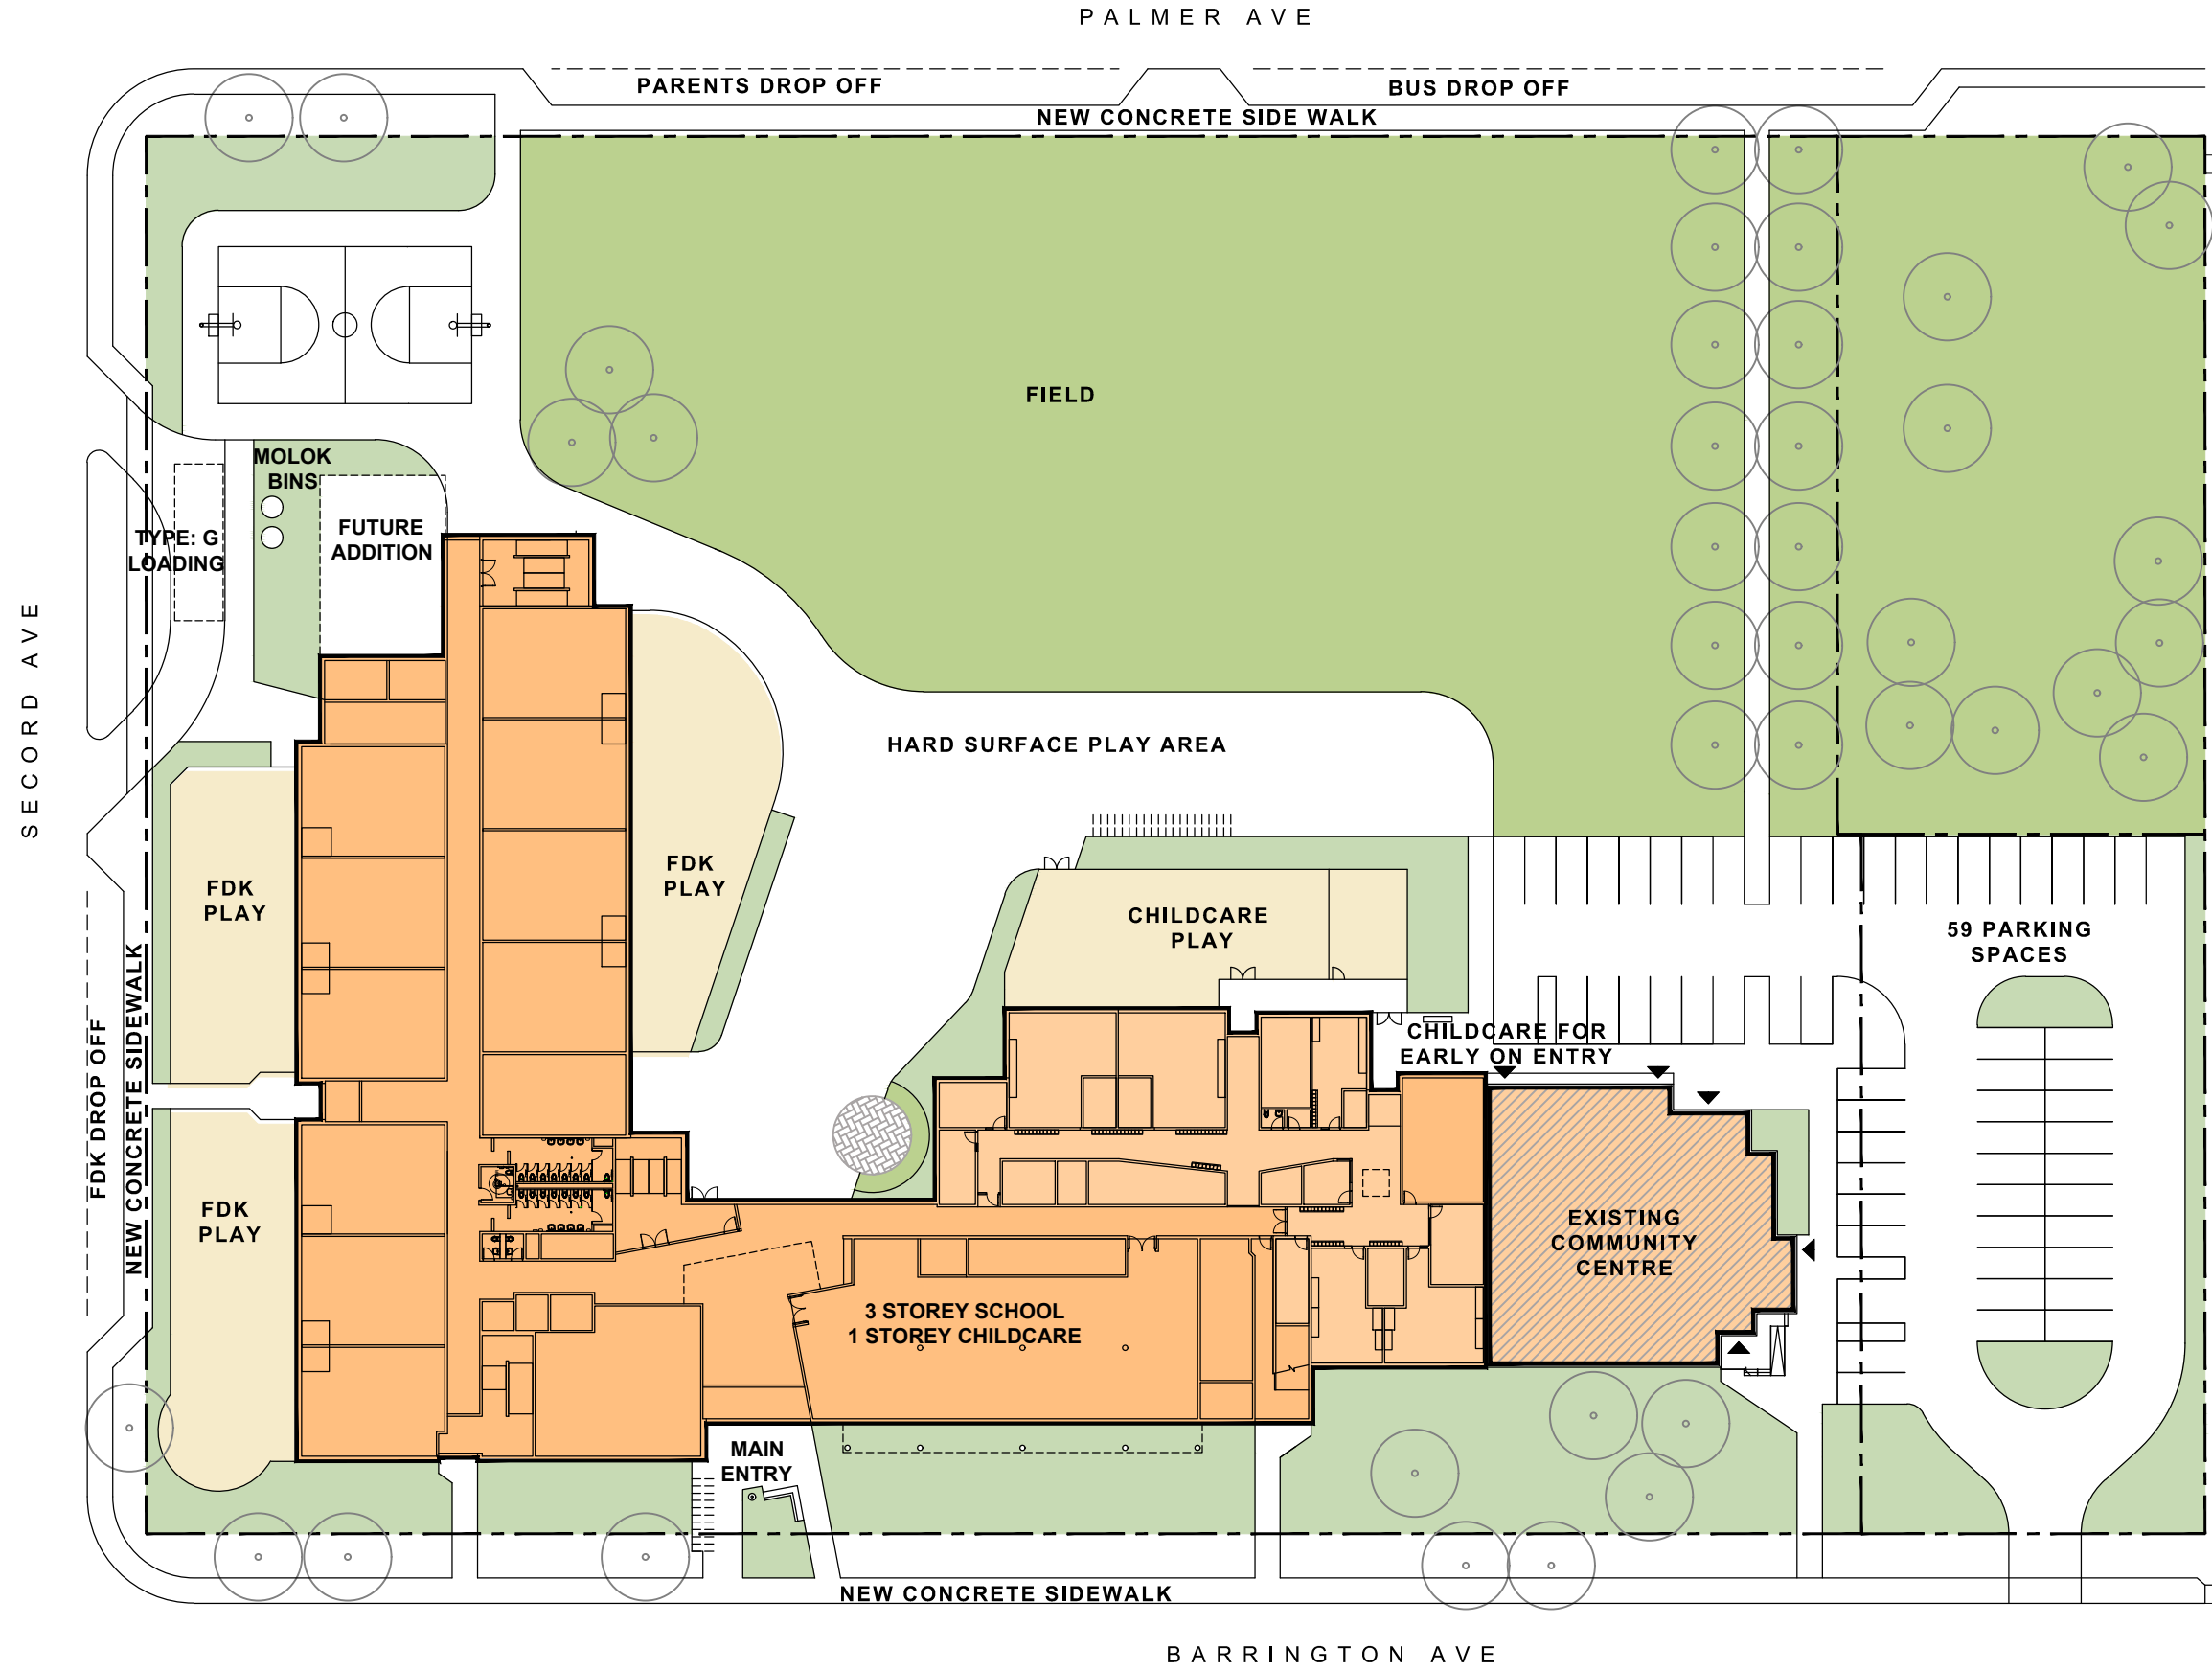 PALMER AVE
PARENTS DROP OFF
BUS DROP OFF
NEW CONCRETE SIDE WALK
FIELD
MOLOK
BINS
TYPE: G
LOADING
FUTURE
ADDITION
SECORD AVE
HARD SURFACE PLAY AREA
FDK
PLAY
FDK
PLAY
CHILDCARE
PLAY
59 PARKING
SPACES
CHILDCARE FOR
EARLY ON ENTRY
FDK DROP OFF
NEW CONCRETE SIDEWALK
FDK
PLAY
EXISTING
COMMUNITY
CENTRE
3 STOREY SCHOOL
1 STOREY CHILDCARE
MAIN
ENTRY
NEW CONCRETE SIDEWALK
BARRINGTON AVE